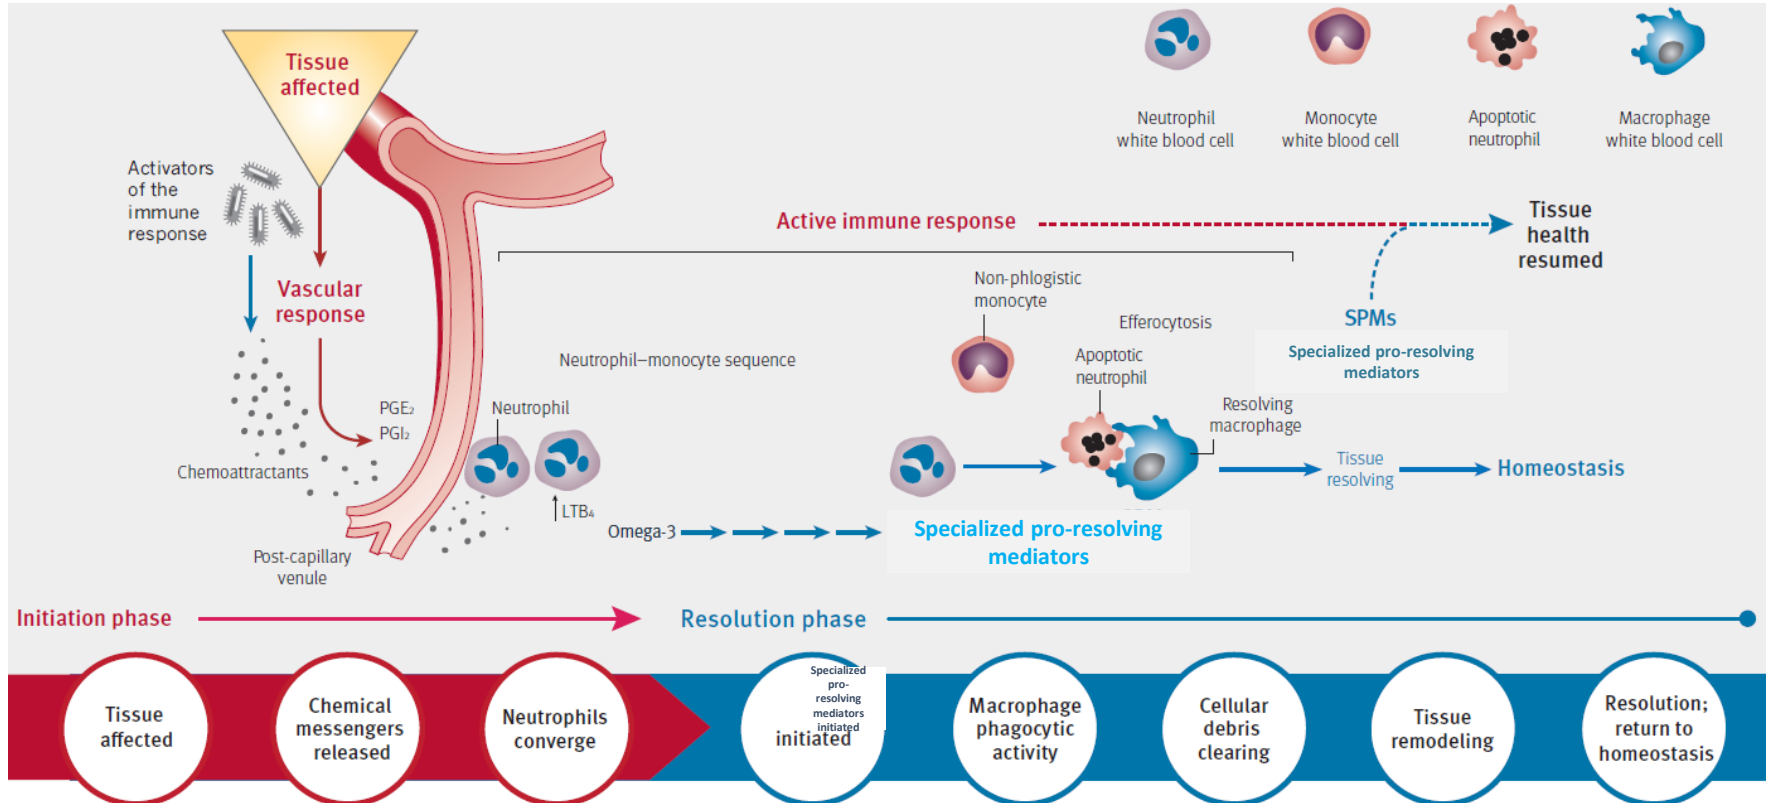 Tissue
affected
Neutrophil
white blood cell
Monocyte
white blood cell
Apoptotic
neutrophil
Macrophage
white blood cell
Activators
of the
immune
response
Active immune response
Tissue
health
resumed
Vascular
response
Non-phlogistic
monocyte
SPMs
Specialized pro-resolving
mediators
Efferocytosis
Neutrophil–monocyte sequence
Apoptotic
neutrophil
PGE₂
PGI₂
Neutrophil
Resolving
macrophage
Chemoattractants
Tissue
resolving
Homeostasis
LTB₄
Omega-3
Specialized pro-resolving
mediators
Post-capillary
venule
Initiation phase
Resolution phase
Tissue
affected
Chemical
messengers
released
Neutrophils
converge
Specialized
pro-
resolving
mediators
initiated
initiated
Macrophage
phagocytic
activity
Cellular
debris
clearing
Tissue
remodeling
Resolution;
return to
homeostasis